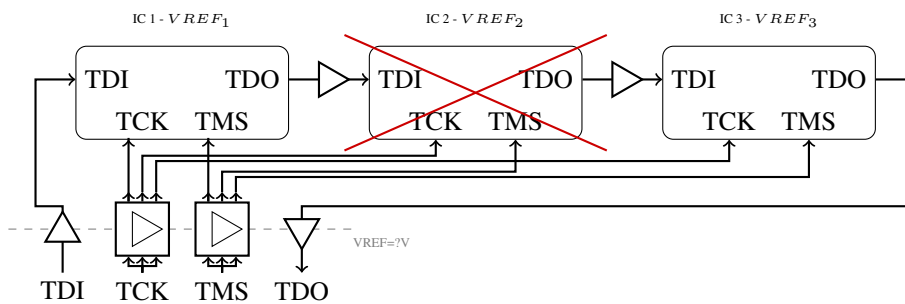 IC 1 - VREF₁ IC 2 - VREF₂ IC 3 - VREF₃
TDI TDO TDI TDO TDI TDO
TCK TMS TCK TMS TCK TMS
VREF=?V
TDI TCK TMS TDO